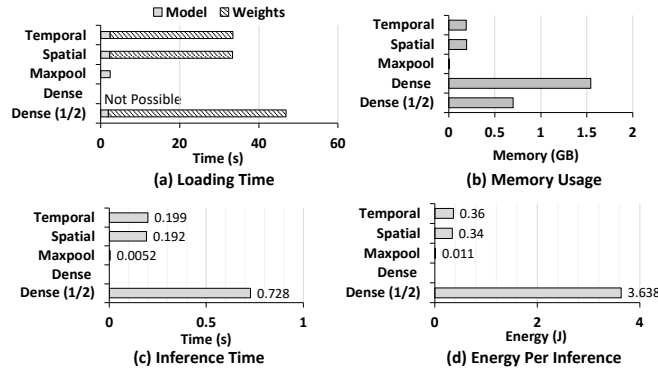 Model Weights
Temporal
Spatial
Maxpool
Dense Not Possible
Dense (1/2)
0 20 40 60
Time (s)
(a) Loading Time
Temporal
Spatial
Maxpool
Dense
Dense (1/2)
0 0.5 1 1.5 2
Memory (GB)
(b) Memory Usage
Temporal 0.199
Spatial 0.192
Maxpool 0.0052
Dense
Dense (1/2) 0.728
0 0.5 1
Time (s)
(c) Inference Time
Temporal 0.36
Spatial 0.34
Maxpool 0.011
Dense
Dense (1/2) 3.638
0 2 4
Energy (J)
(d) Energy Per Inference